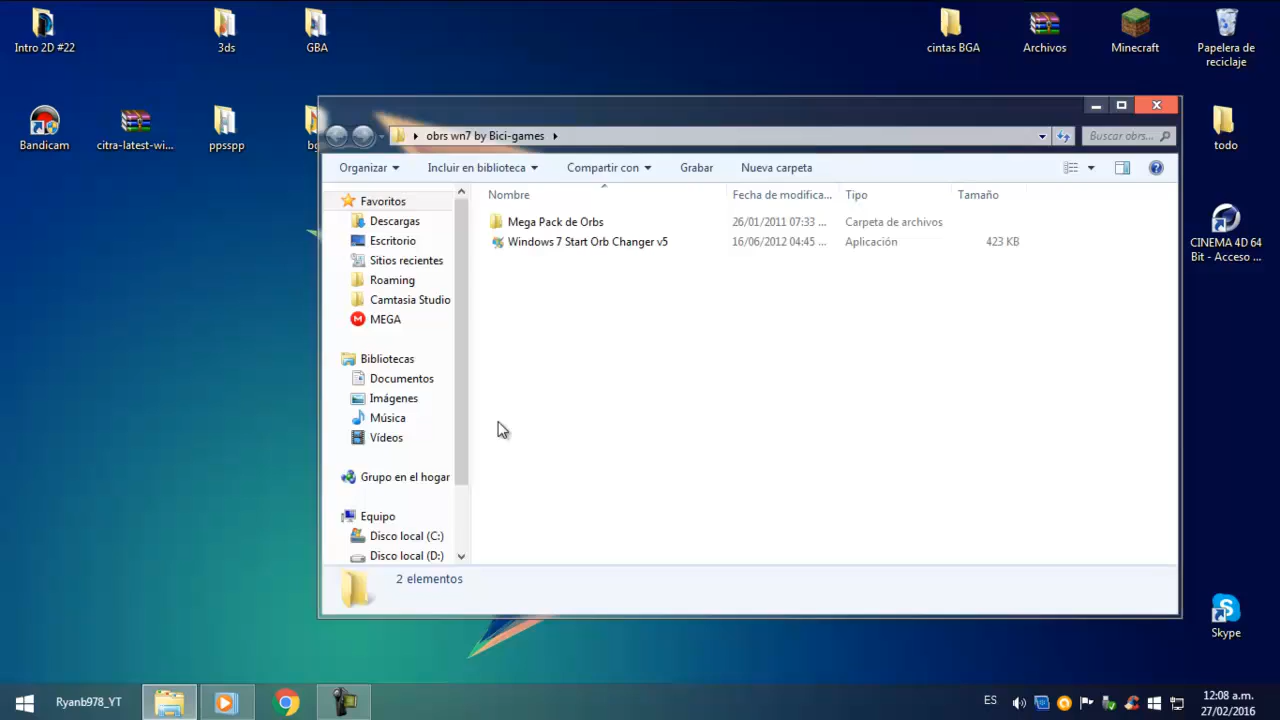 Intro 2D #22
3ds
GBA
cintas BGA
Archivos
Minecraft
Papelera de
reciclaje
Bandicam
citra-latest-wi...
ppsspp
todo
CINEMA 4D 64
Bit - Acceso ...
Skype
obrs wn7 by Bici-games
Buscar obrs...
Organizar
Incluir en biblioteca
Compartir con
Grabar
Nueva carpeta
Nombre
Fecha de modifica...
Tipo
Tamaño
Mega Pack de Orbs
26/01/2011 07:33 ...
Carpeta de archivos
Windows 7 Start Orb Changer v5
16/06/2012 04:45 ...
Aplicación
423 KB
Favoritos
Descargas
Escritorio
Sitios recientes
Roaming
Camtasia Studio
MEGA
Bibliotecas
Documentos
Imágenes
Música
Vídeos
Grupo en el hogar
Equipo
Disco local (C:)
Disco local (D:)
2 elementos
Ryanb978_YT
ES
12:08 a.m.
27/02/2016